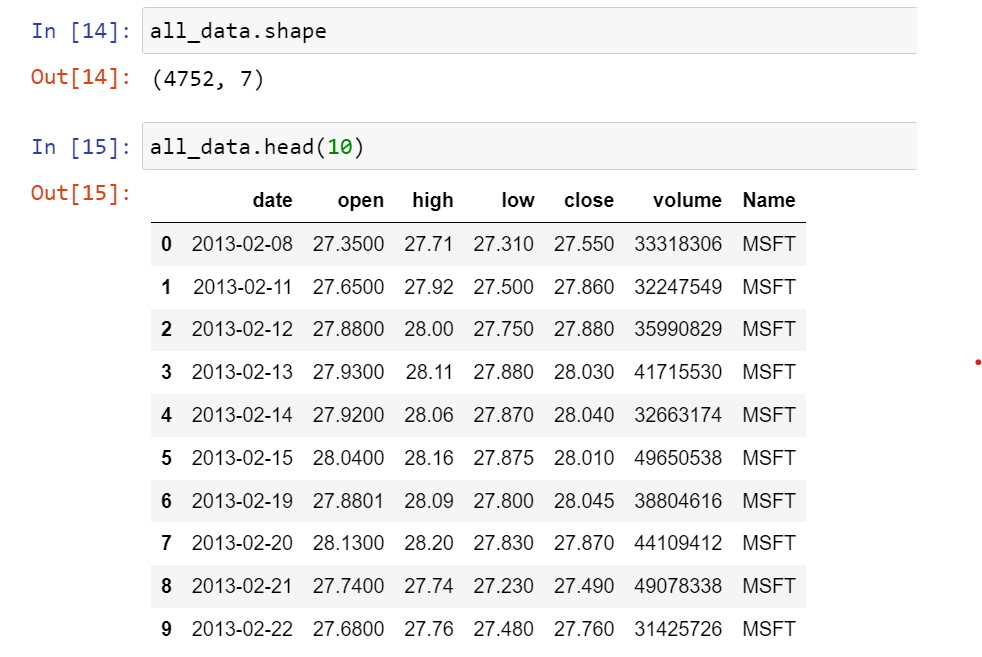 In [14]: all_data.shape
Out[14]: (4752, 7)
In [15]: all_data.head(10)
Out[15]:
date open high low close volume Name
0 2013-02-08 27.3500 27.71 27.310 27.550 33318306 MSFT
1 2013-02-11 27.6500 27.92 27.500 27.860 32247549 MSFT
2 2013-02-12 27.8800 28.00 27.750 27.880 35990829 MSFT
3 2013-02-13 27.9300 28.11 27.880 28.030 41715530 MSFT
4 2013-02-14 27.9200 28.06 27.870 28.040 32663174 MSFT
5 2013-02-15 28.0400 28.16 27.875 28.010 49650538 MSFT
6 2013-02-19 27.8801 28.09 27.800 28.045 38804616 MSFT
7 2013-02-20 28.1300 28.20 27.830 27.870 44109412 MSFT
8 2013-02-21 27.7400 27.74 27.230 27.490 49078338 MSFT
9 2013-02-22 27.6800 27.76 27.480 27.760 31425726 MSFT